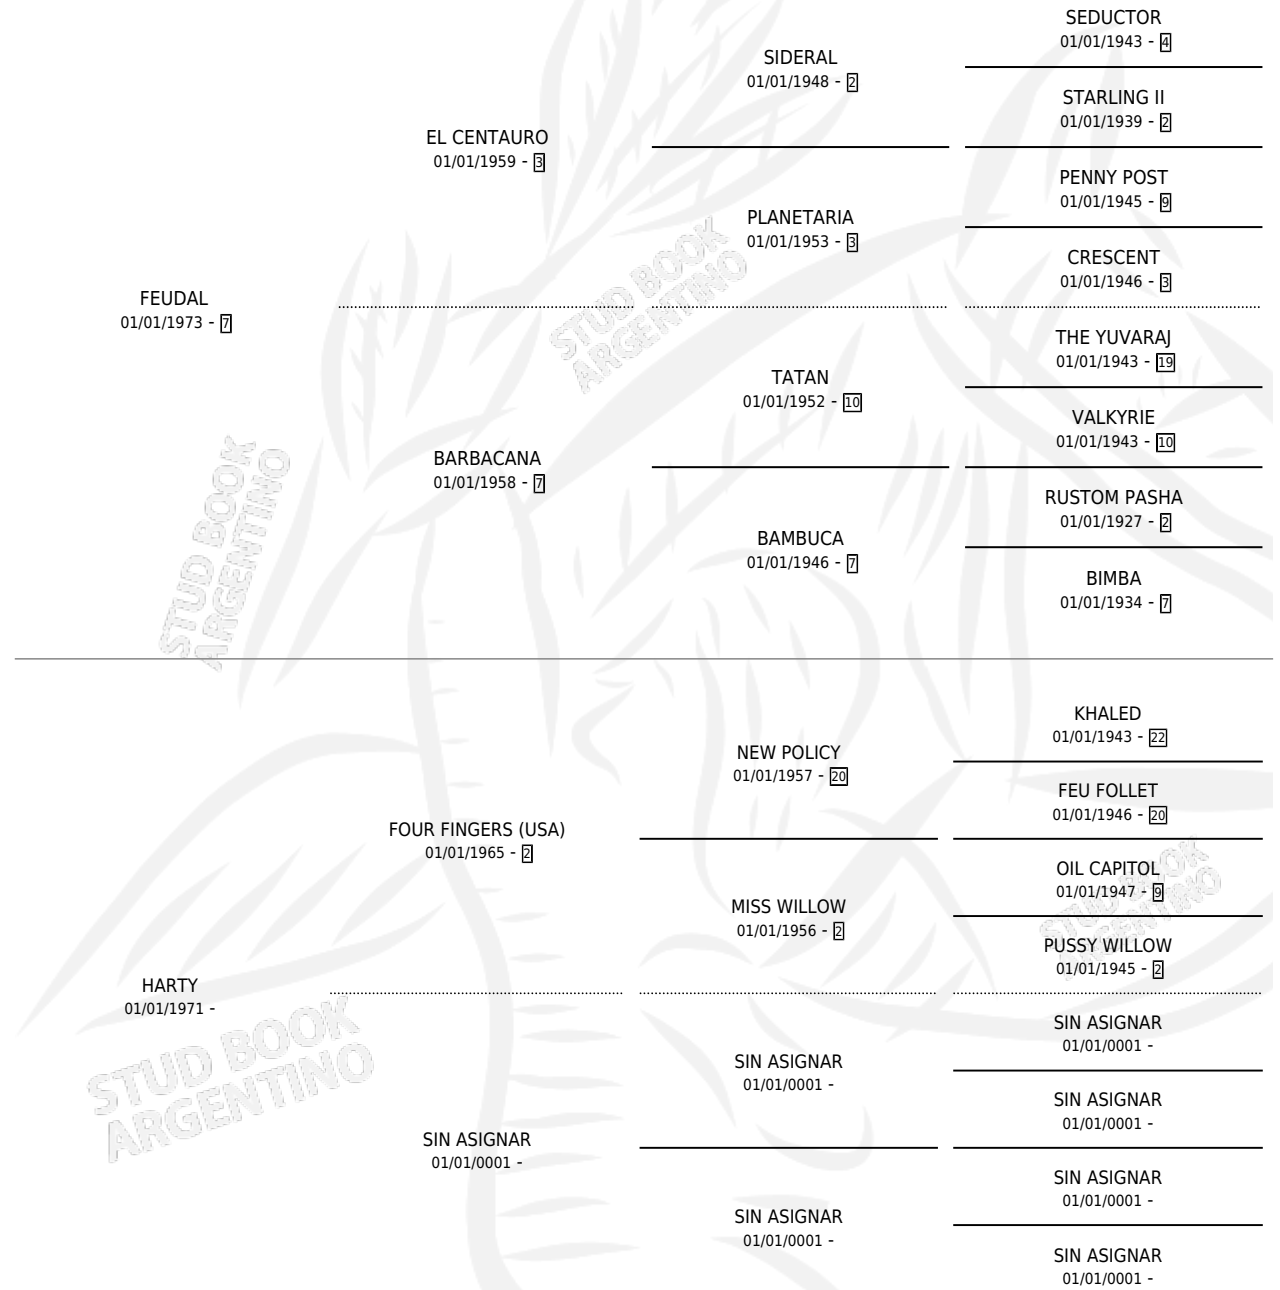 SEDUCTOR
01/01/1943 - 4
SIDERAL
01/01/1948 - 2
STARLING II
01/01/1939 - 2
EL CENTAURO
01/01/1959 - 3
PENNY POST
01/01/1945 - 9
PLANETARIA
01/01/1953 - 3
CRESCENT
01/01/1946 - 3
FEUDAL
01/01/1973 - 7
THE YUVARAJ
01/01/1943 - 19
TATAN
01/01/1952 - 10
VALKYRIE
01/01/1943 - 10
BARBACANA
01/01/1958 - 7
RUSTOM PASHA
01/01/1927 - 2
BAMBUCA
01/01/1946 - 7
BIMBA
01/01/1934 - 7
STUD BOOK
ARGENTINO
STUD BOOK
ARGENTINO
KHALED
01/01/1943 - 22
NEW POLICY
01/01/1957 - 20
FEU FOLLET
01/01/1946 - 20
FOUR FINGERS (USA)
01/01/1965 - 2
OIL CAPITOL
01/01/1947 - 9
MISS WILLOW
01/01/1956 - 2
PUSSY WILLOW
01/01/1945 - 2
STUD BOOK
ARGENTINO
HARTY
01/01/1971 -
SIN ASIGNAR
01/01/0001 -
SIN ASIGNAR
01/01/0001 -
SIN ASIGNAR
01/01/0001 -
SIN ASIGNAR
01/01/0001 -
SIN ASIGNAR
01/01/0001 -
SIN ASIGNAR
01/01/0001 -
SIN ASIGNAR
01/01/0001 -
STUD BOOK
ARGENTINO